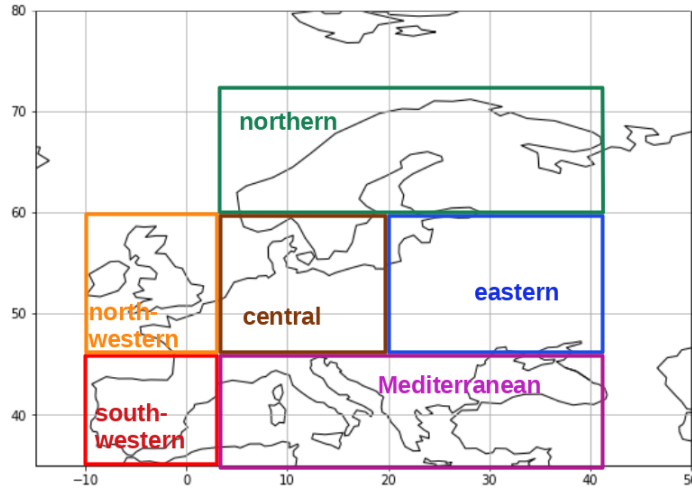 80
70
northern
60
eastern
north-
western
central
50
Mediterranean
south-
western
40
−10
0
10
20
30
40
50